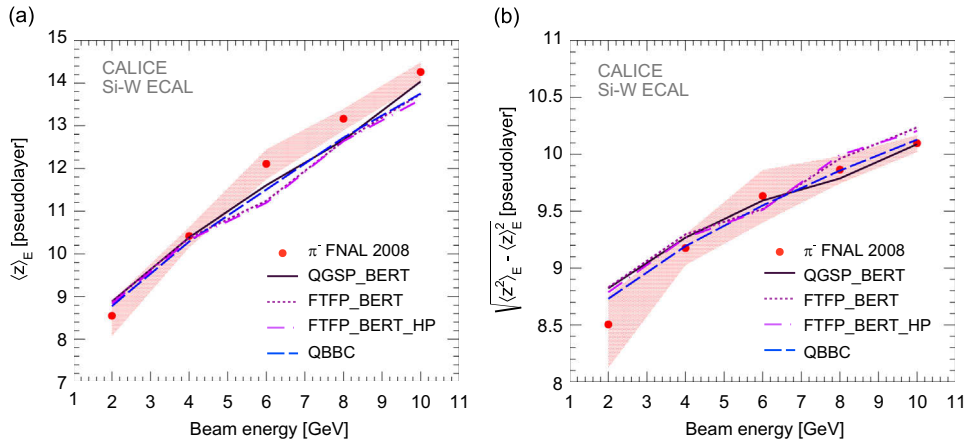 (a)
15
14
13
12
11
10
9
8
7
⟨z⟩E [pseudolayer]
CALICE
Si-W ECAL
π- FNAL 2008
QGSP_BERT
FTFP_BERT
FTFP_BERT_HP
QBBC
1 2 3 4 5 6 7 8 9 10 11
Beam energy [GeV]
(b)
11
10.5
10
9.5
9
8.5
8
√⟨z²⟩E - ⟨z⟩²E [pseudolayer]
CALICE
Si-W ECAL
π- FNAL 2008
QGSP_BERT
FTFP_BERT
FTFP_BERT_HP
QBBC
1 2 3 4 5 6 7 8 9 10 11
Beam energy [GeV]